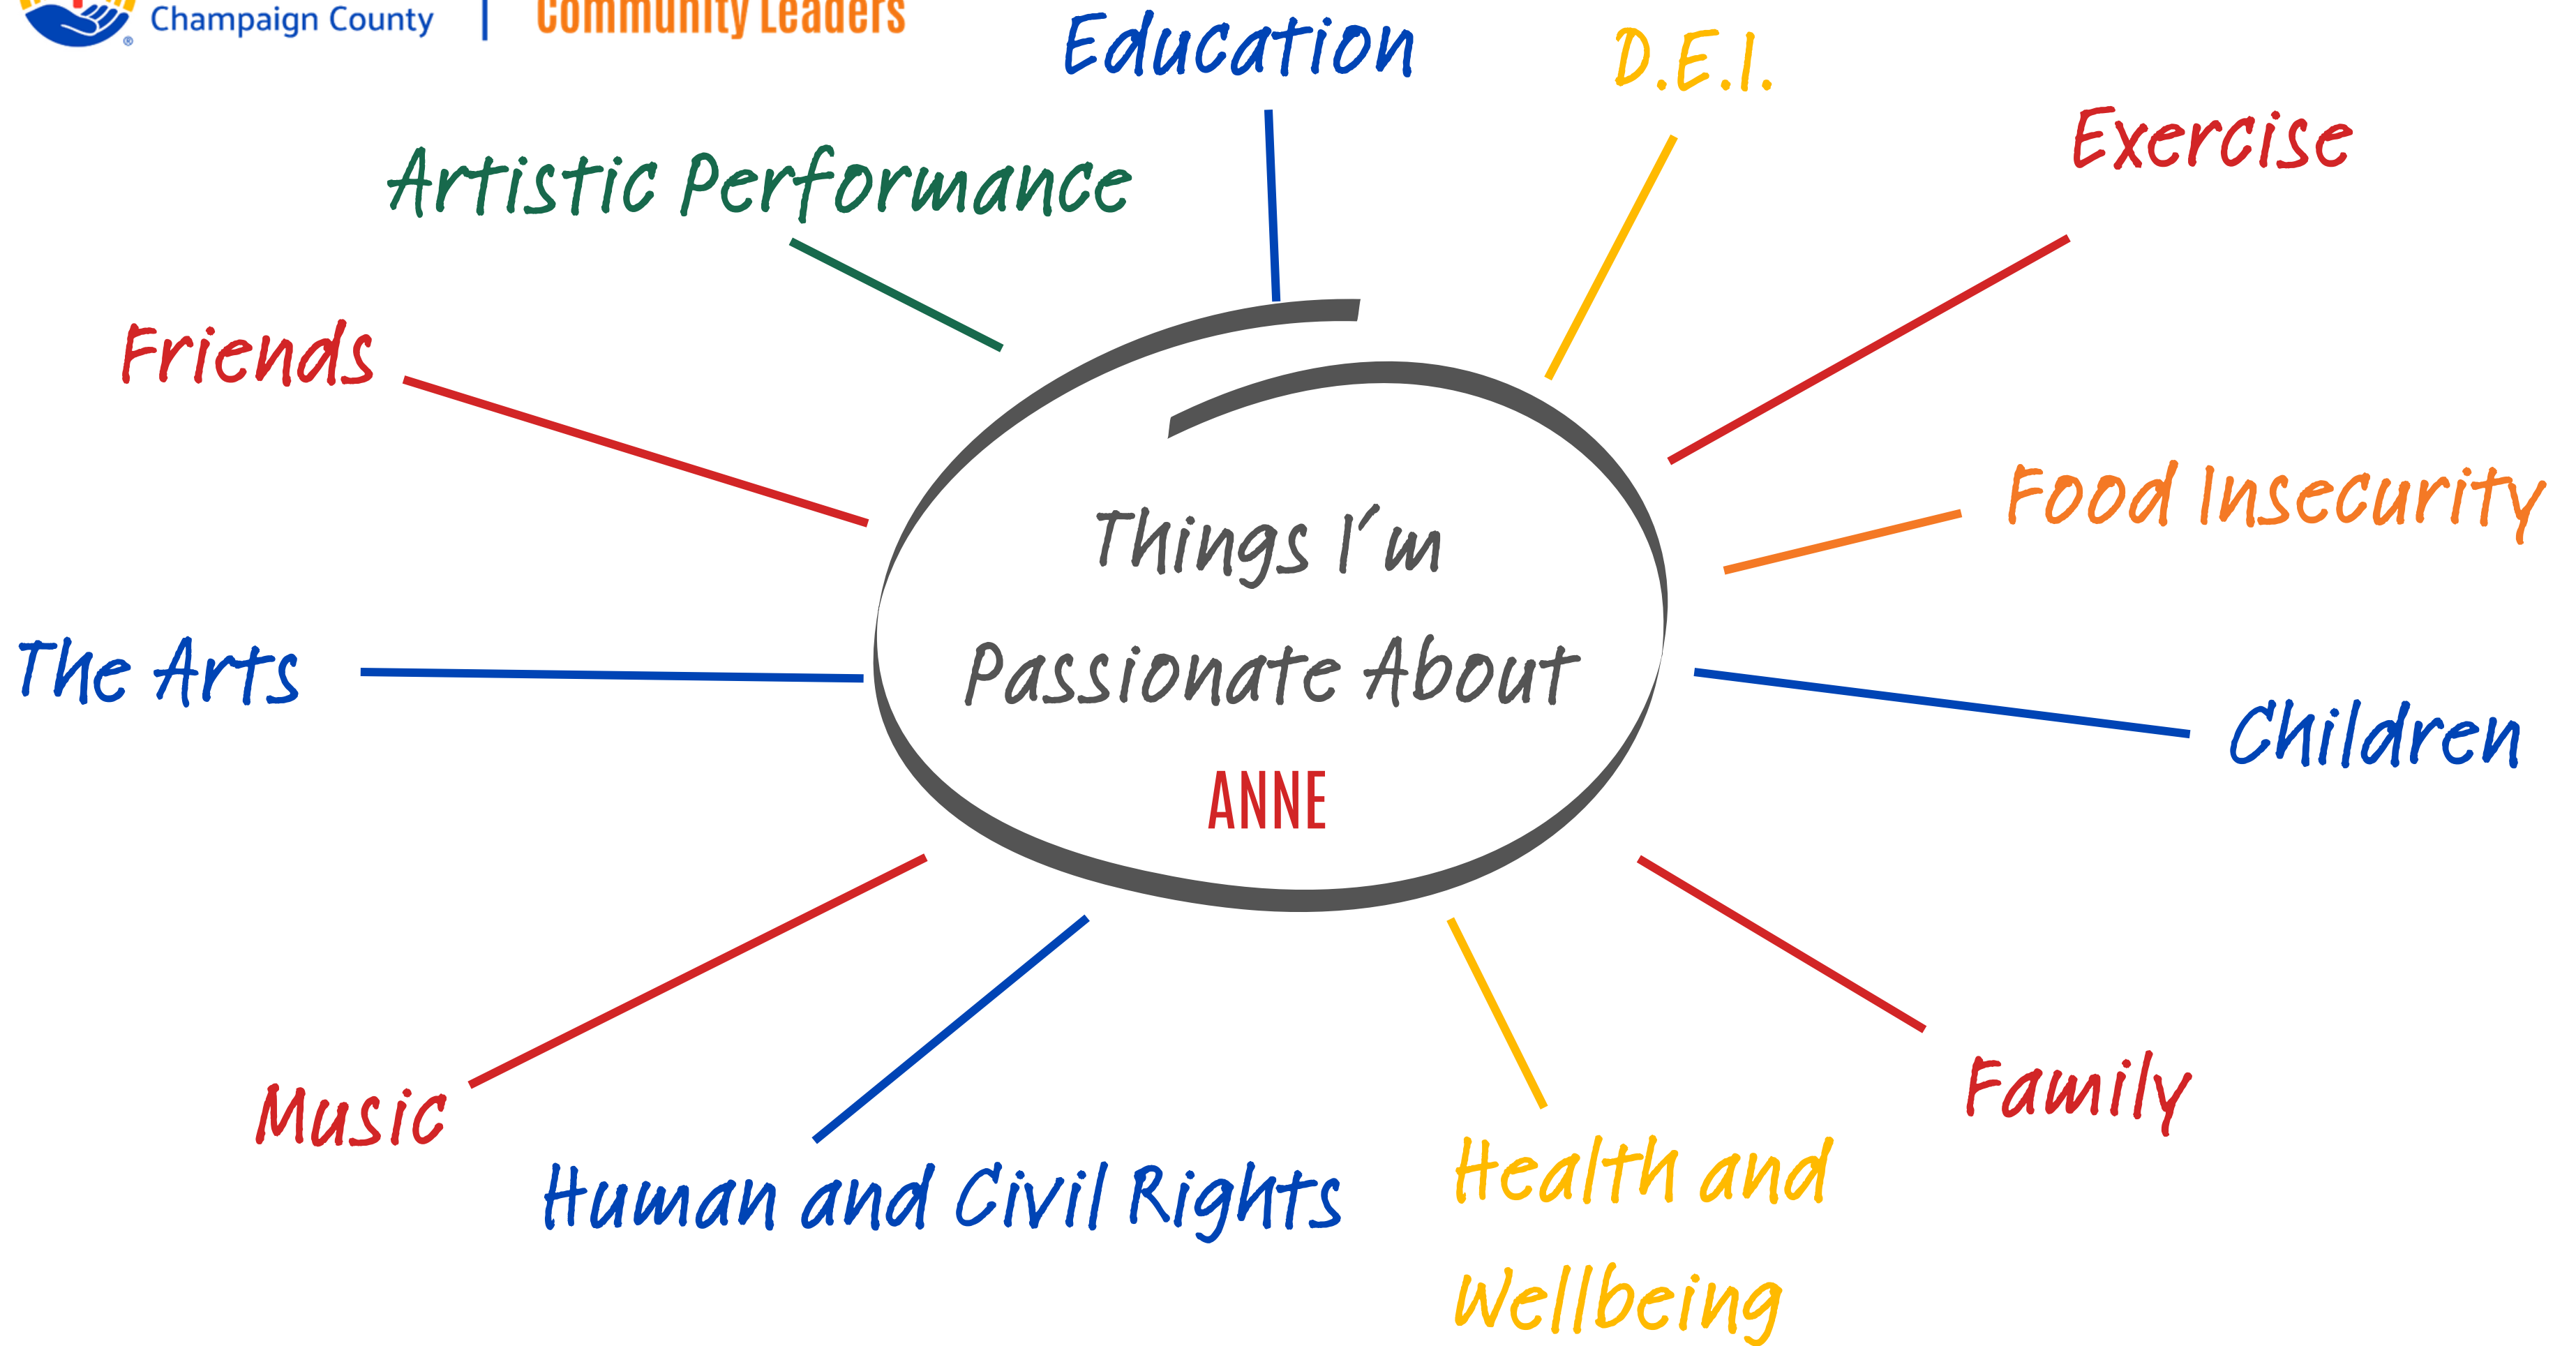 Champaign County
Community Leaders
Education
D.E.I.
Exercise
Artistic Performance
Friends
Food Insecurity
Things I'm
Passionate About
ANNE
The Arts
Children
Music
Human and Civil Rights
Health and
Wellbeing
Family